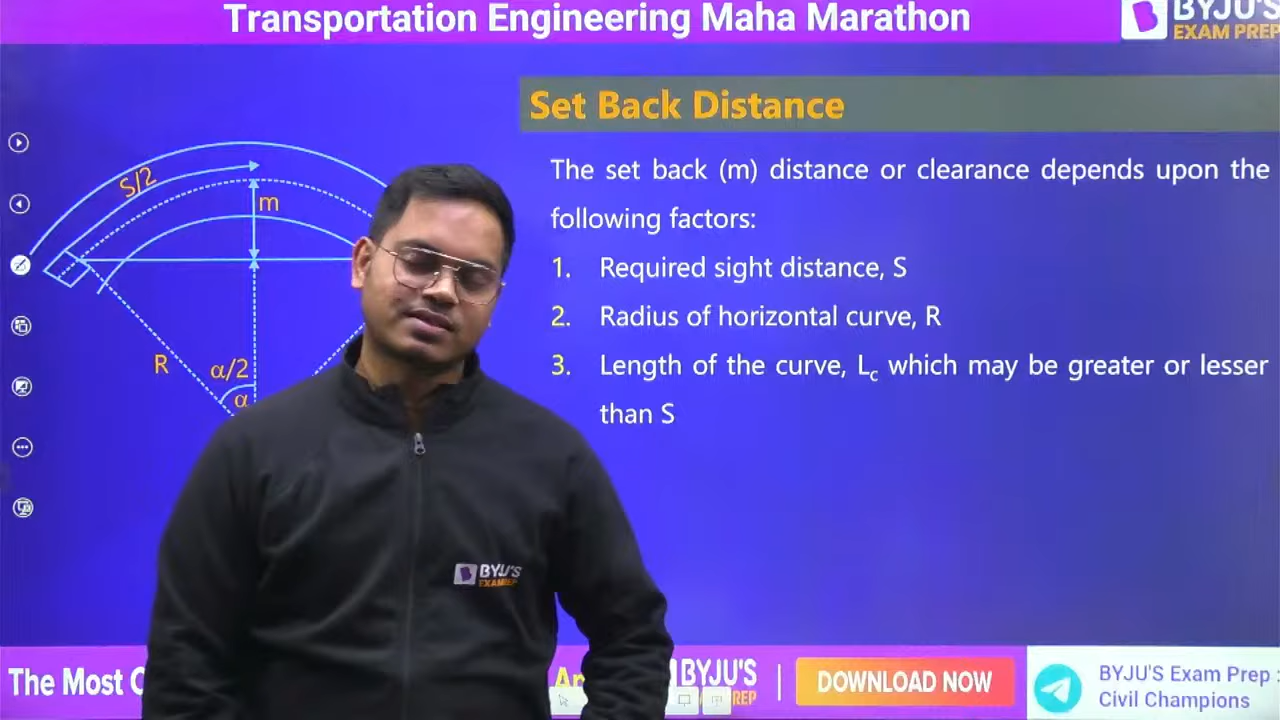 Transportation Engineering Maha Marathon
BYJU'S
EXAM PREP
Set Back Distance
The set back (m) distance or clearance depends upon the
following factors:
1. Required sight distance, S
2. Radius of horizontal curve, R
3. Length of the curve, Lc which may be greater or lesser
than S
S/2
m
R
α/2
α
BYJU'S
EXAM PREP
The Most
BYJU'S
DOWNLOAD NOW
BYJU'S Exam Prep :
Civil Champions